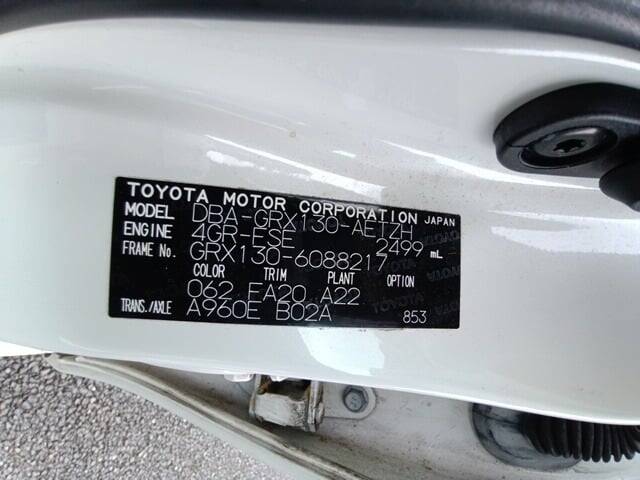 TOYOTA MOTOR CORPORATION JAPAN
MODEL DBA-GRX130-AETZH
ENGINE 4GR-FSE 2499 mL
FRAME No. GRX130-6088217
COLOR TRIM PLANT OPTION
062 FA20 A22
TRANS./AXLE A960E B02A 853